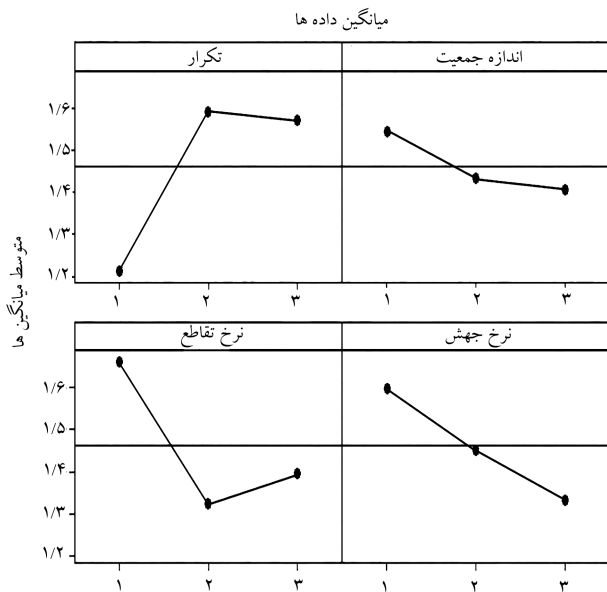 میانگین داده ها
اندازه جمعیت
تکرار
۱/۶
۱/۵
۱/۴
۱/۳
۱/۲
۱ ۲ ۳
۱ ۲ ۳
متوسط میانگین ها
نرخ جهش
نرخ تقاطع
۱/۶
۱/۵
۱/۴
۱/۳
۱/۲
۱ ۲ ۳
۱ ۲ ۳